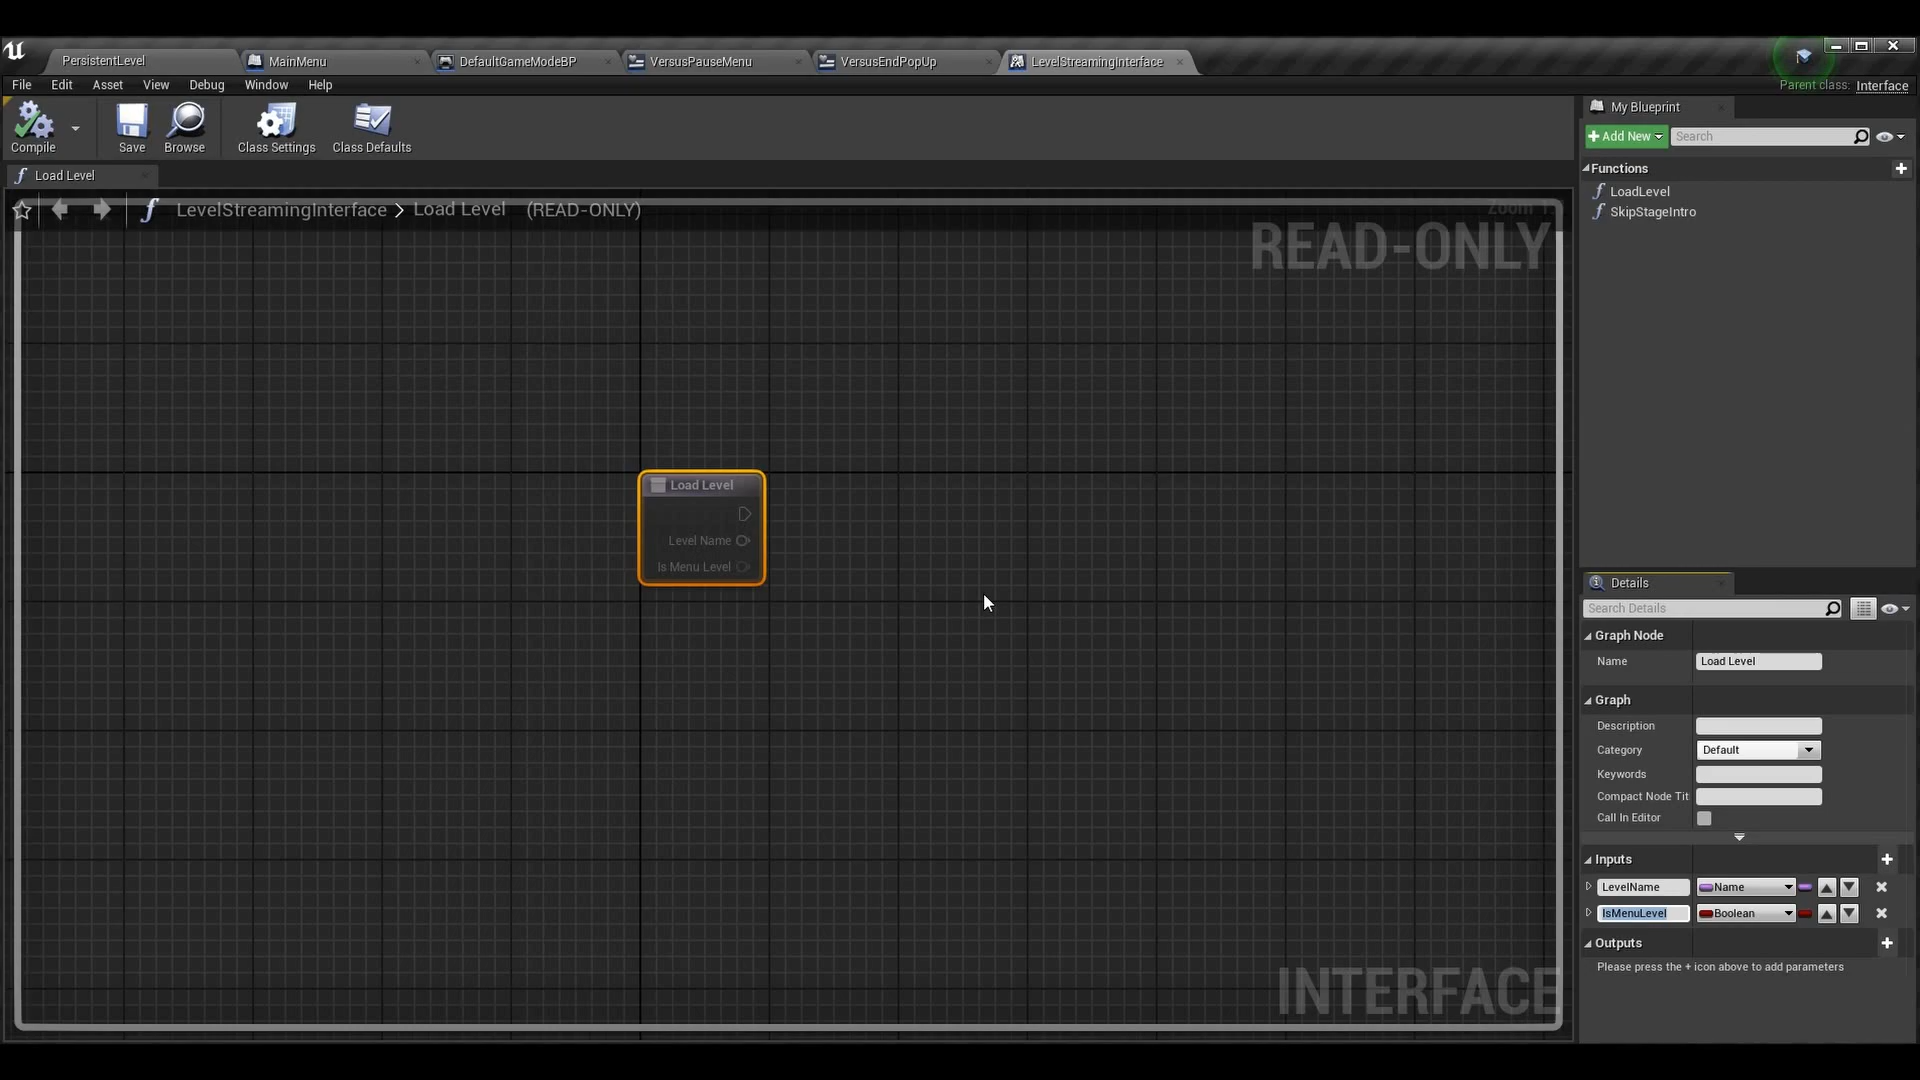 PersistentLevel
MainMenu
DefaultGameModeBP
VersusPauseMenu
VersusEndPopUp
LevelStreamingInterface
File
Edit
Asset
View
Debug
Window
Help
Parent class: Interface
Compile
Save
Browse
Class Settings
Class Defaults
My Blueprint
Add New
Search
Functions
LoadLevel
SkipStageIntro
Load Level
LevelStreamingInterface > Load Level (READ-ONLY)
READ-ONLY
Load Level
Level Name
Is Menu Level
INTERFACE
Details
Search Details
Graph Node
Name
Load Level
Graph
Description
Category
Default
Keywords
Compact Node Tit
Call In Editor
Inputs
LevelName
Name
IsMenuLevel
Boolean
Outputs
Please press the + icon above to add parameters